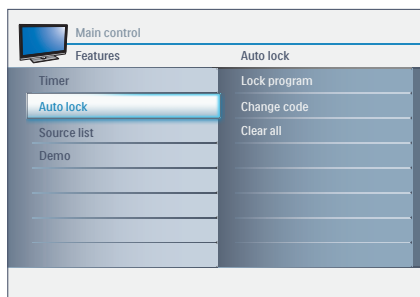 Main control
Features Auto lock
Timer Lock program
Auto lock Change code
Source list Clear all
Demo